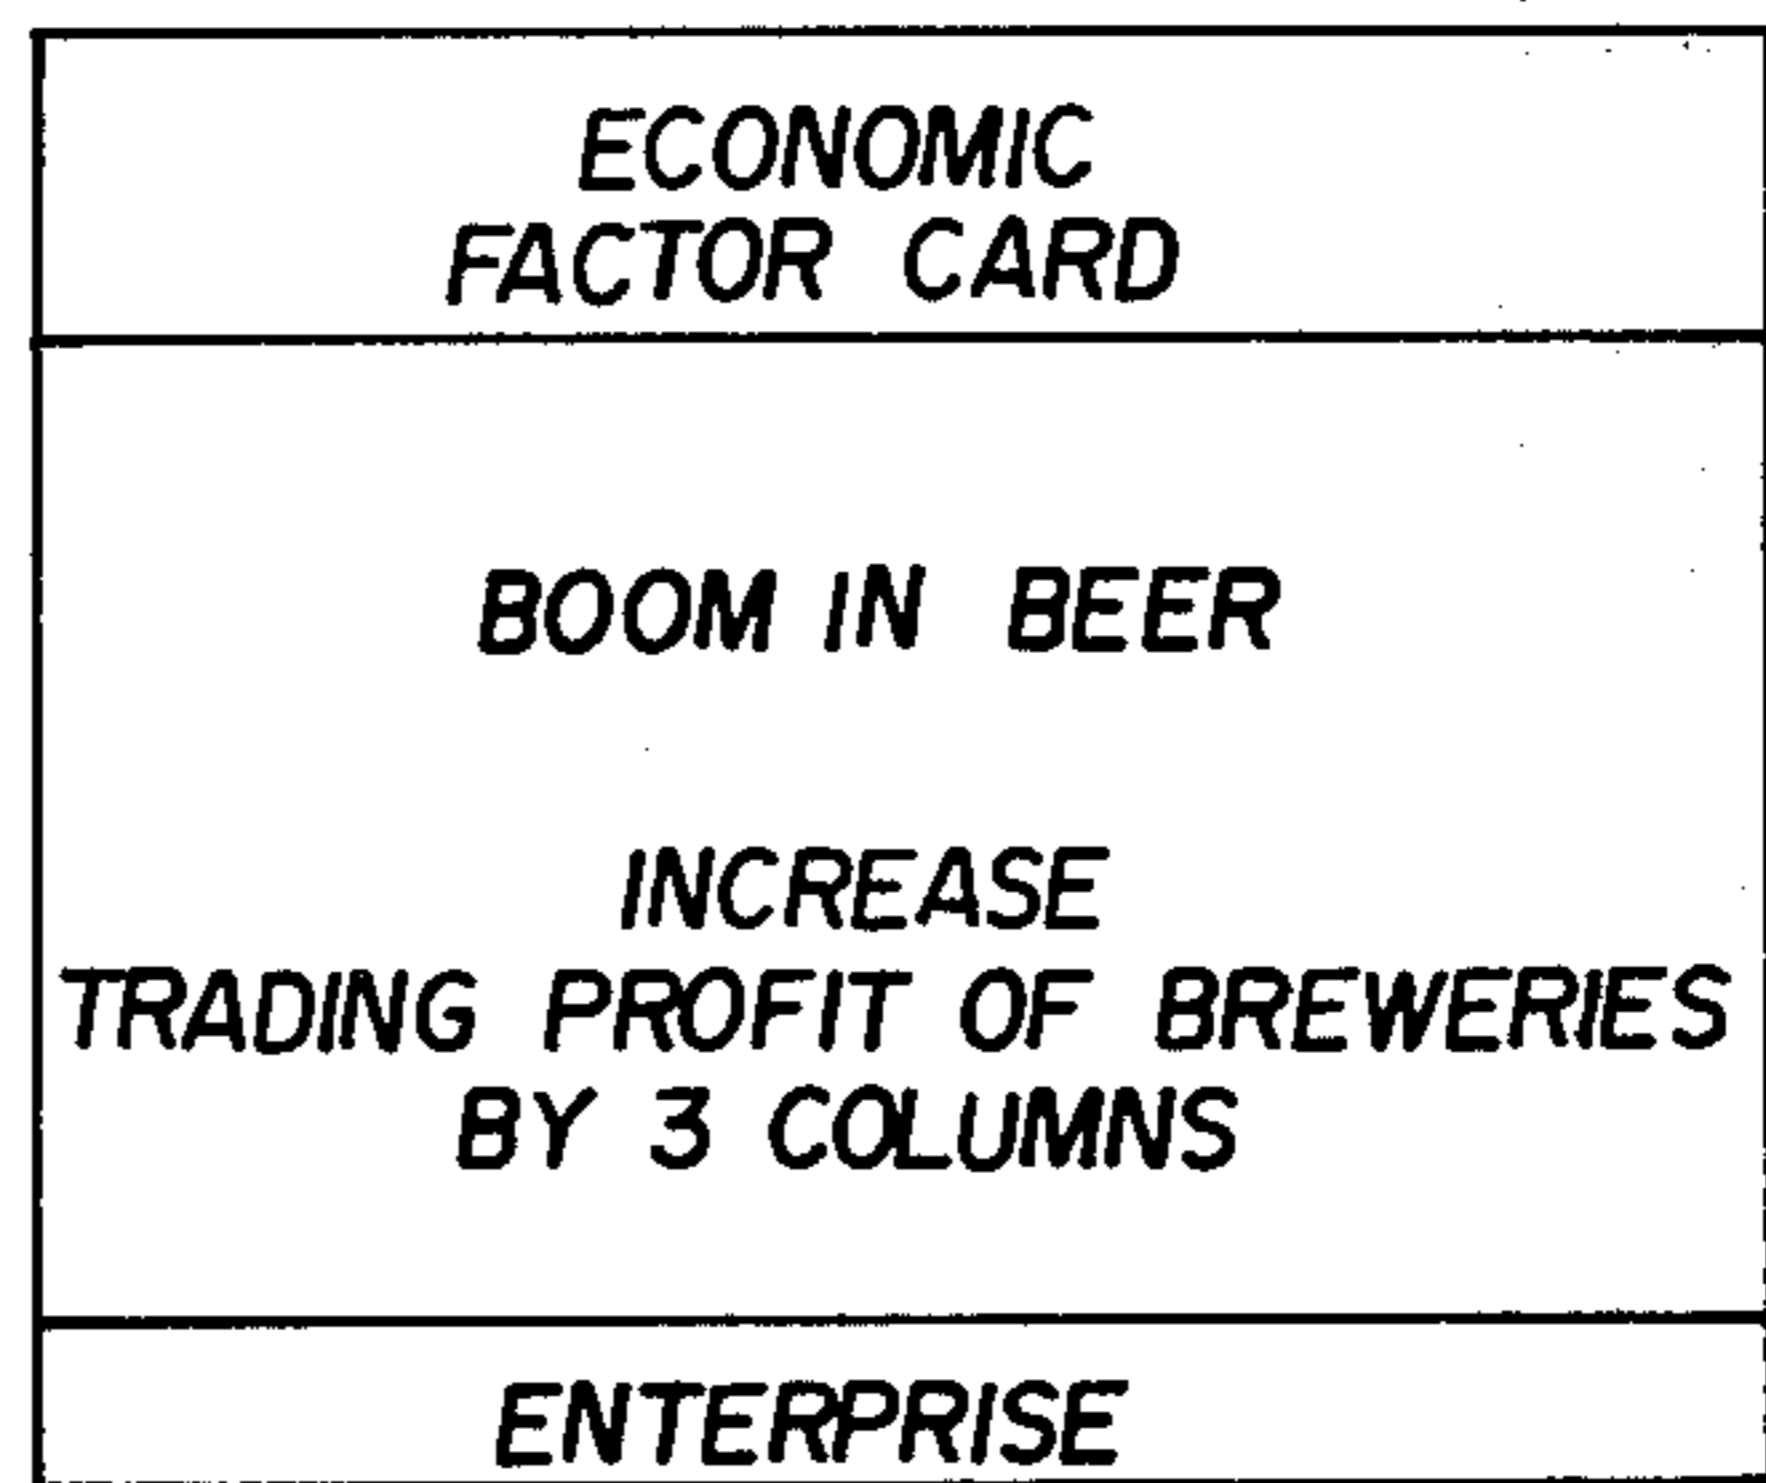 ECONOMIC
FACTOR CARD
BOOM IN BEER
INCREASE
TRADING PROFIT OF BREWERIES
BY 3 COLUMNS
ENTERPRISE